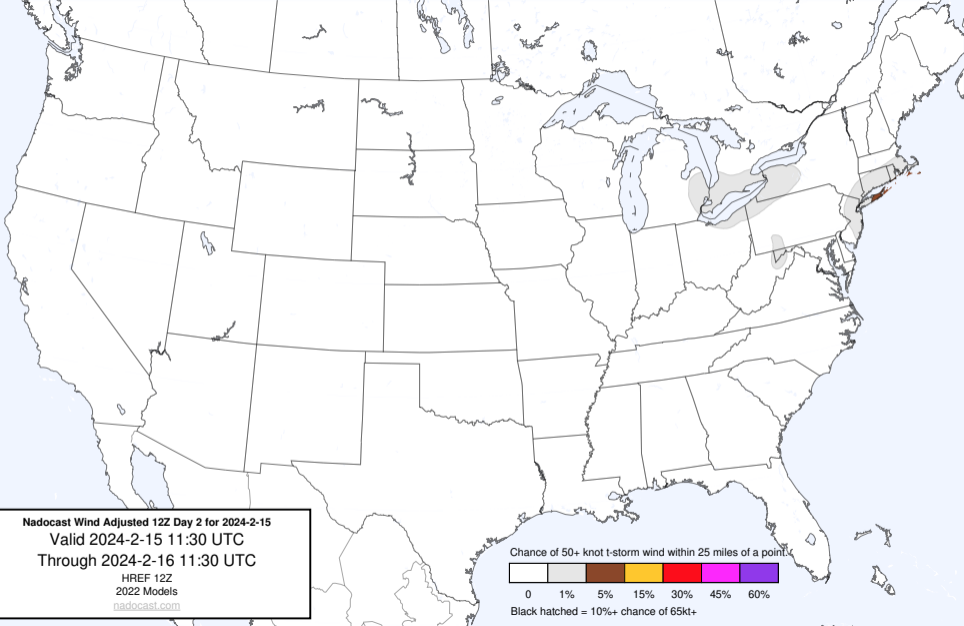 Nadocast Wind Adjusted 12Z Day 2 for 2024-2-15
Valid 2024-2-15 11:30 UTC
Through 2024-2-16 11:30 UTC
HREF 12Z
2022 Models
nadocast.com
Chance of 50+ knot t-storm wind within 25 miles of a point.
0 1% 5% 15% 30% 45% 60%
Black hatched = 10%+ chance of 65kt+